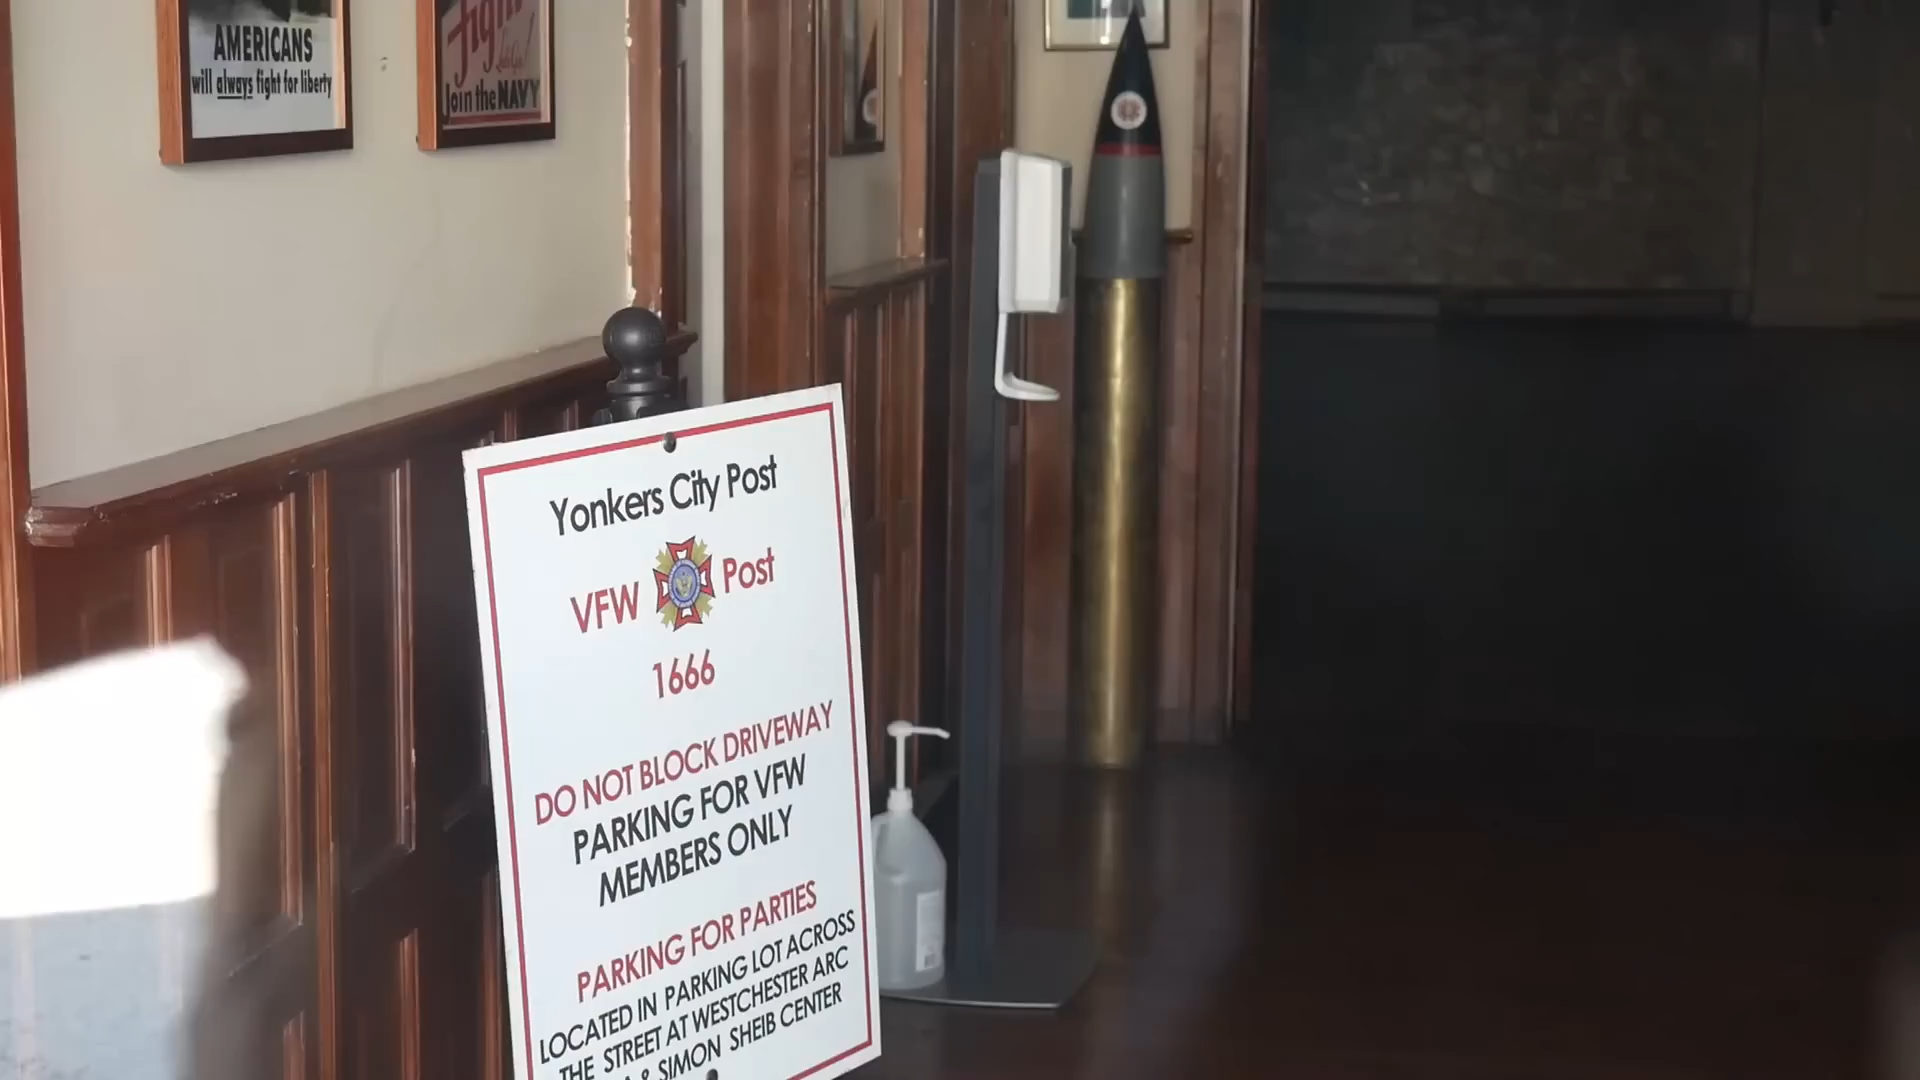 AMERICANS
will always fight for liberty
Fight
Let's Go!
Join the NAVY
Yonkers City Post
VFW Post
1666
DO NOT BLOCK DRIVEWAY
PARKING FOR VFW
MEMBERS ONLY
PARKING FOR PARTIES
LOCATED IN PARKING LOT ACROSS
THE STREET AT WESTCHESTER ARC
& SIMON SHEIB CENTER